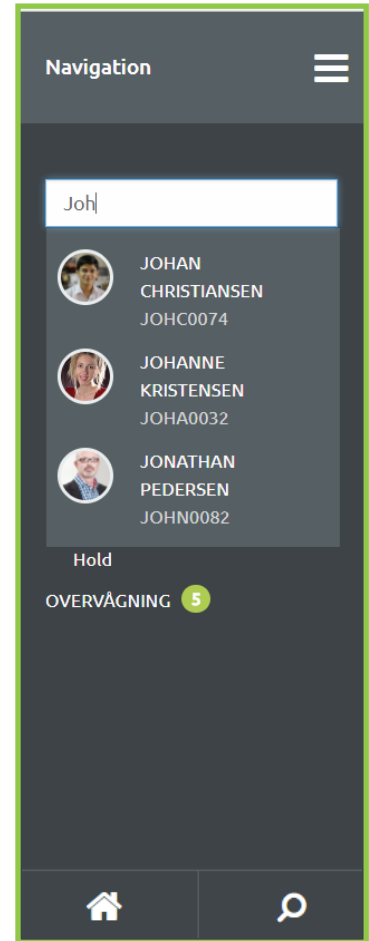 Navigation
Joh
JOHAN
CHRISTIANSEN
JOHC0074
JOHANNE
KRISTENSEN
JOHA0032
JONATHAN
PEDERSEN
JOHN0082
Hold
OVERVÅGNING 5